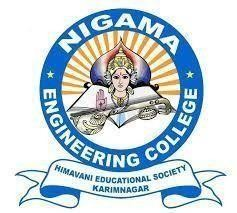 NIGAMA
ENGINEERING COLLEGE
HIMAVANI EDUCATIONAL SOCIETY
KARIMNAGAR